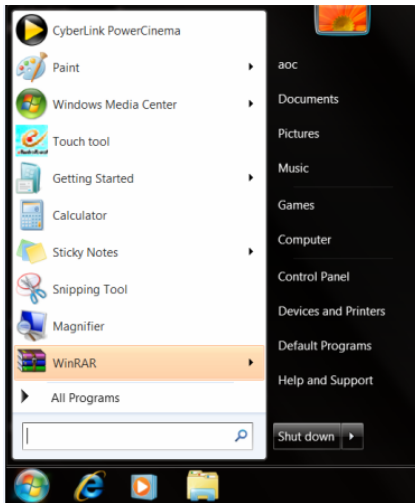 CyberLink PowerCinema
Paint
Windows Media Center
Touch tool
Getting Started
Calculator
Sticky Notes
Snipping Tool
Magnifier
WinRAR
All Programs
aoc
Documents
Pictures
Music
Games
Computer
Control Panel
Devices and Printers
Default Programs
Help and Support
Shut down